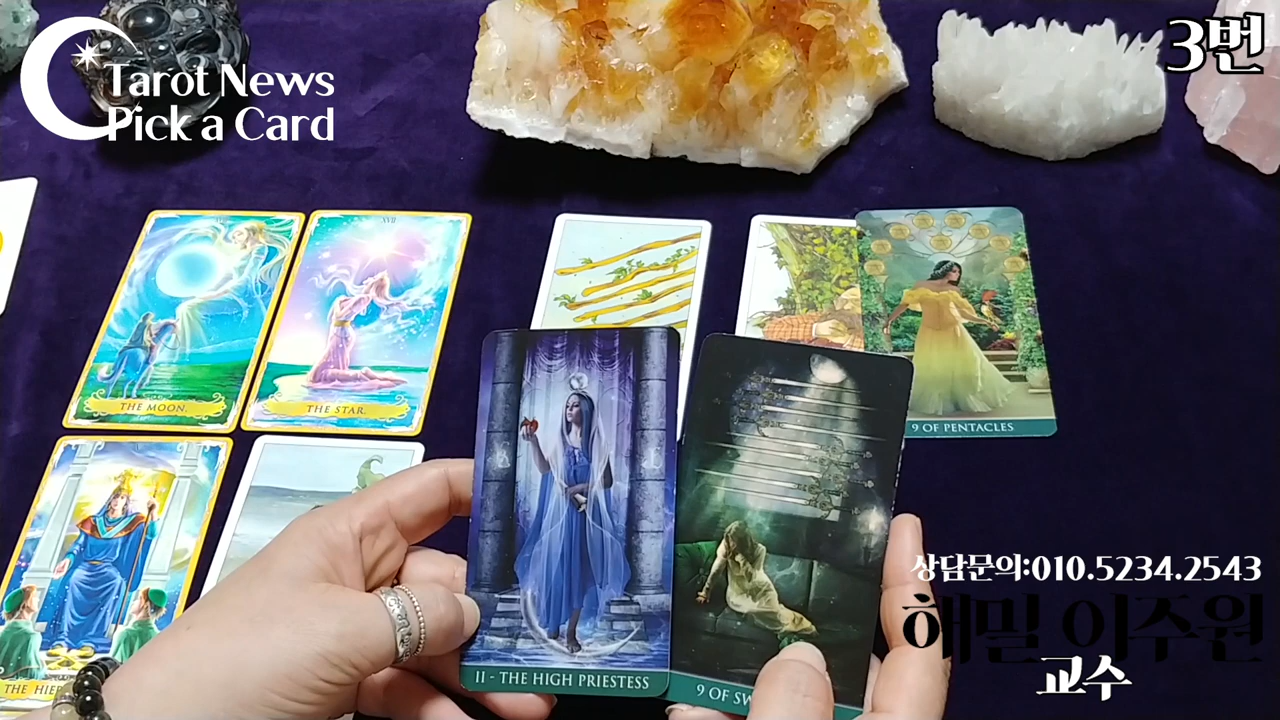 Tarot News
Pick a Card
3번
XVII
THE MOON.
THE STAR.
9 OF PENTACLES
THE HIE
II - THE HIGH PRIESTESS
9 OF SW
상담문의:010.5234.2543
해밀 이주원
교수